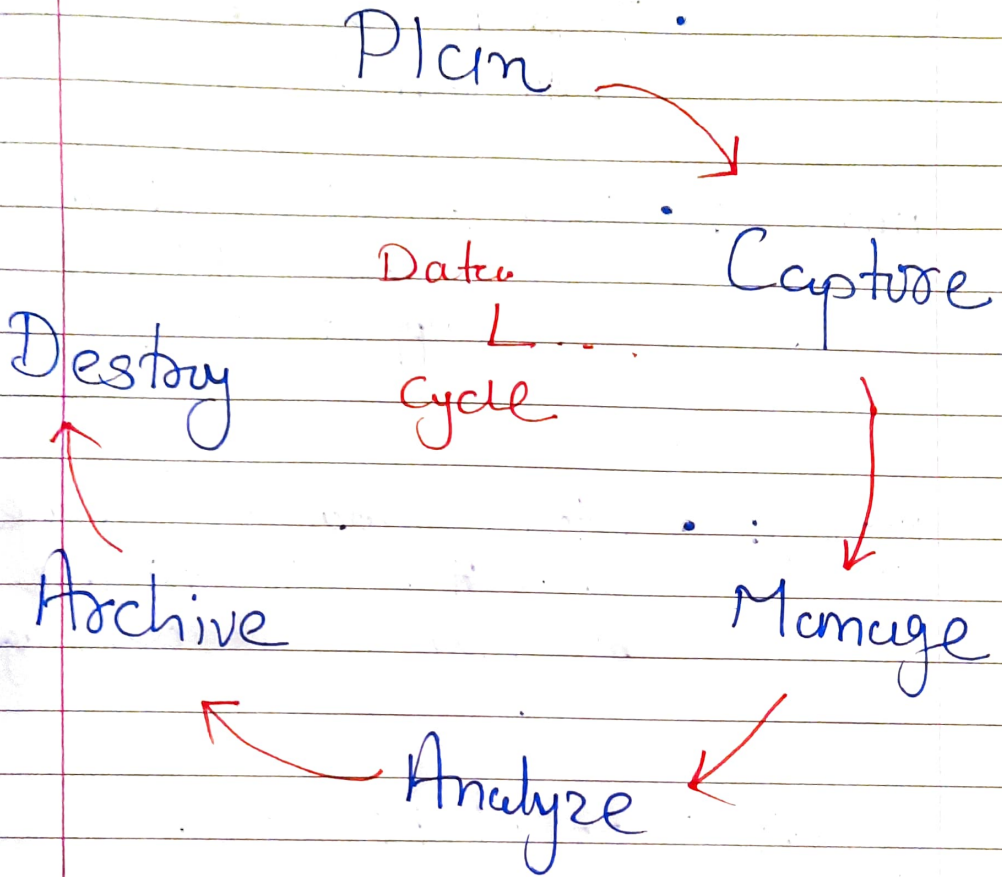 Plan
Capture
Data
L...
Cycle
Destroy
Archive
Manage
Analyze